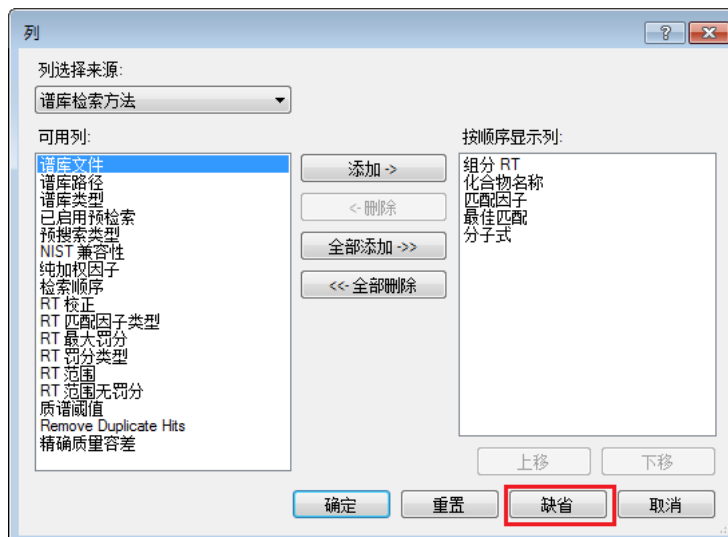 列
列选择来源:
谱库检索方法
可用列:
谱库文件
谱库路径
谱库类型
已启用预检索
预搜索类型
NIST 兼容性
纯加权因子
检索顺序
RT 校正
RT 匹配因子类型
RT 最大罚分
RT 罚分类型
RT 范围
RT 范围无罚分
质谱阈值
Remove Duplicate Hits
精确质量容差
添加 ->
<- 删除
全部添加 ->>
<<- 全部删除
按顺序显示列:
组分 RT
化合物名称
匹配因子
最佳匹配
分子式
上移
下移
确定
重置
缺省
取消